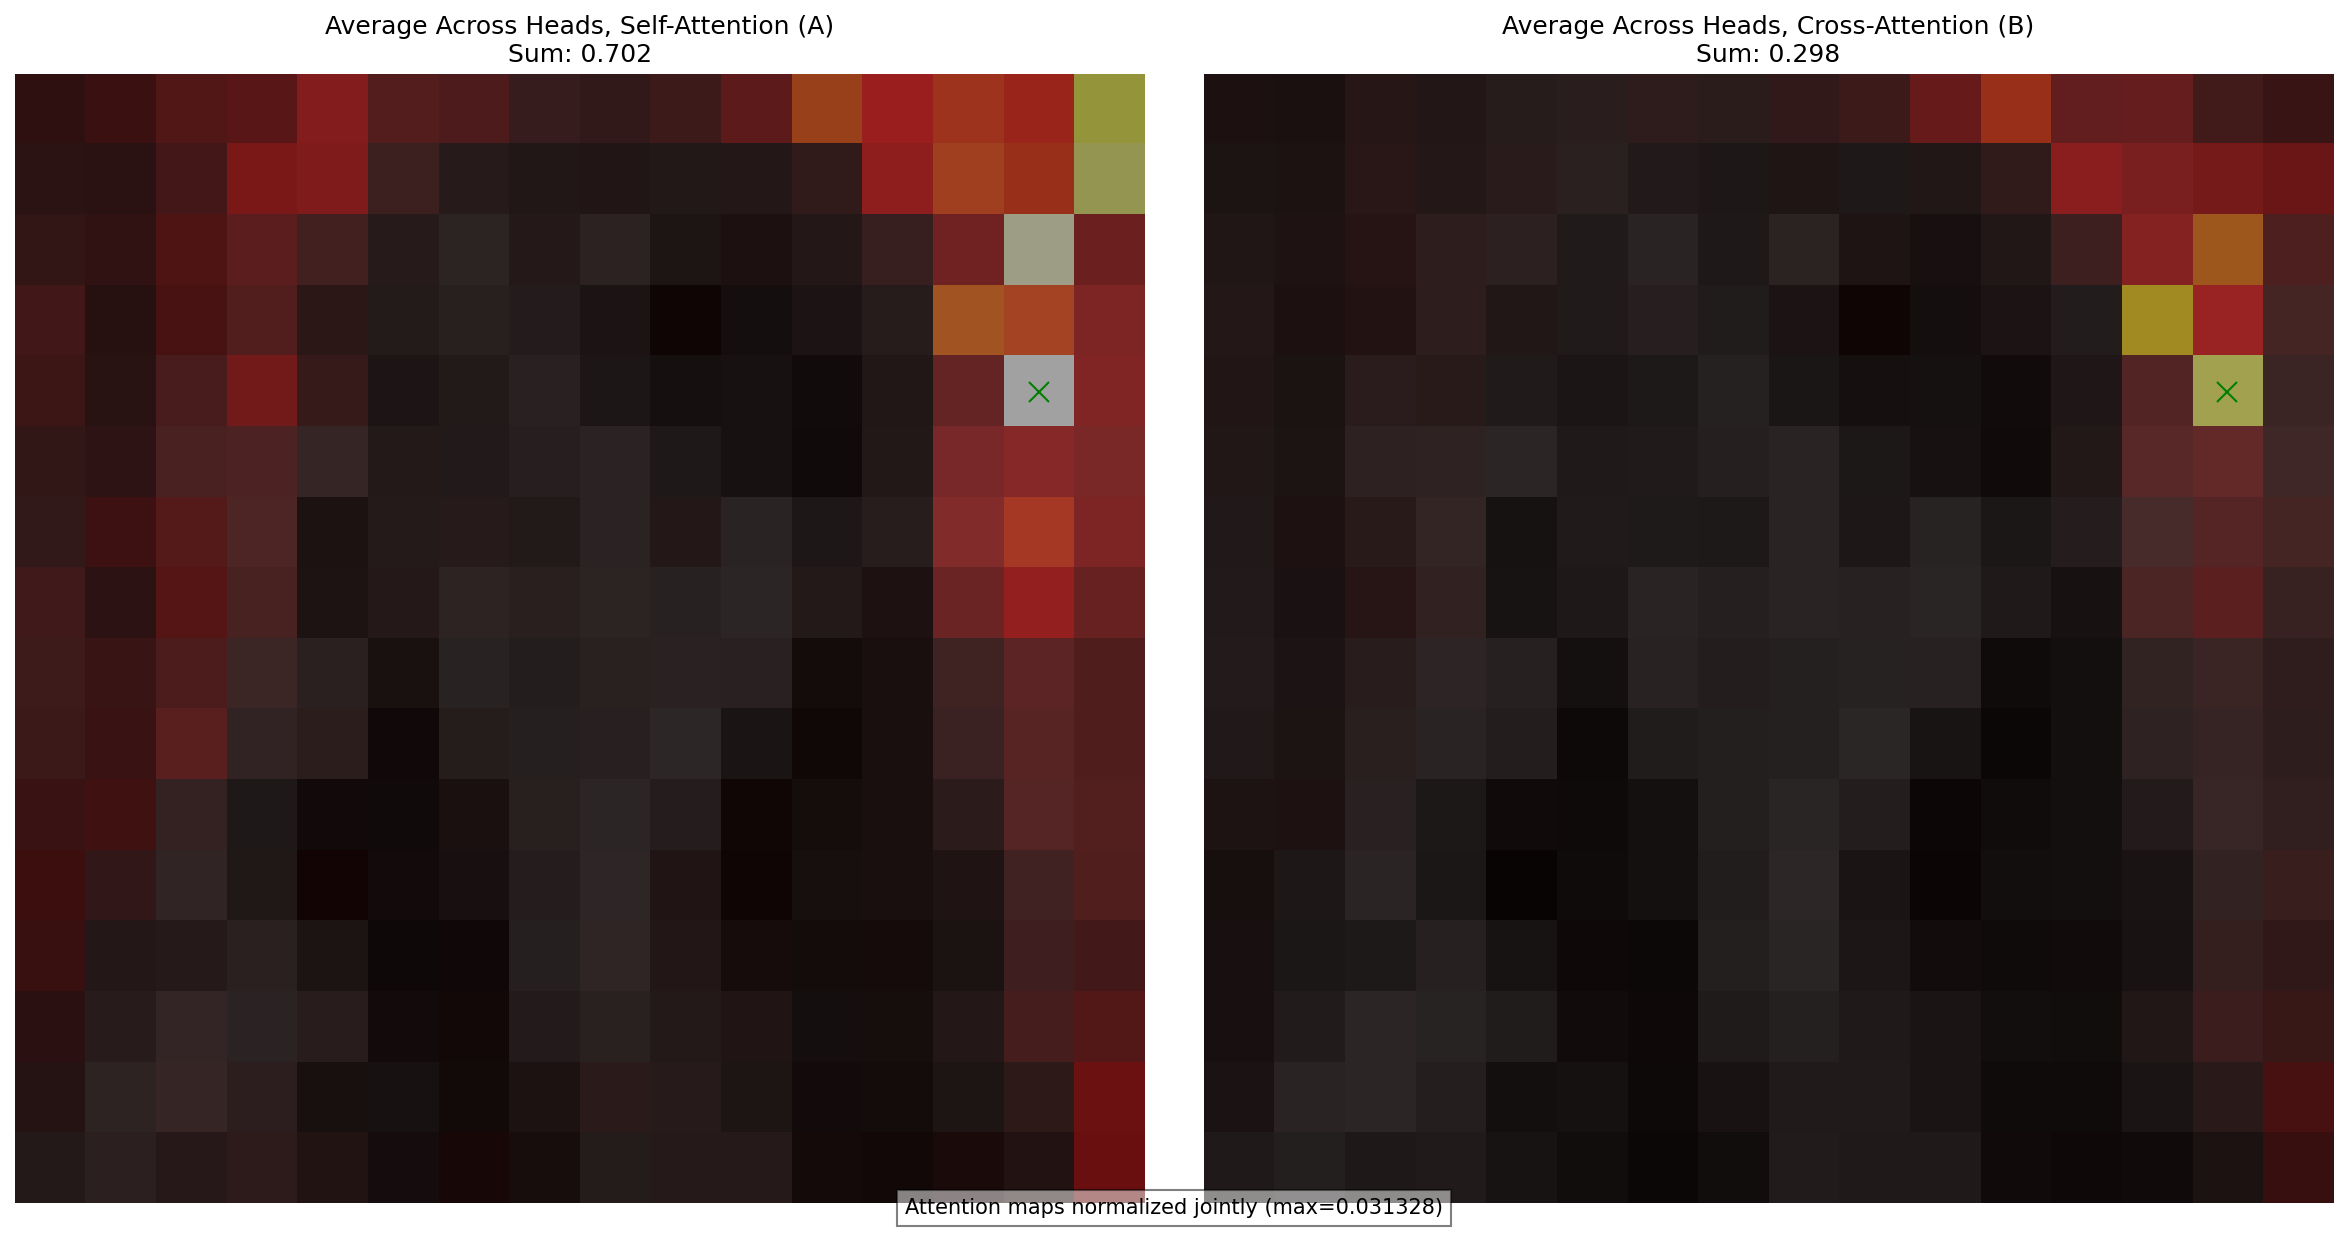 Average Across Heads, Self-Attention (A)
Sum: 0.702
Average Across Heads, Cross-Attention (B)
Sum: 0.298
Attention maps normalized jointly (max=0.031328)